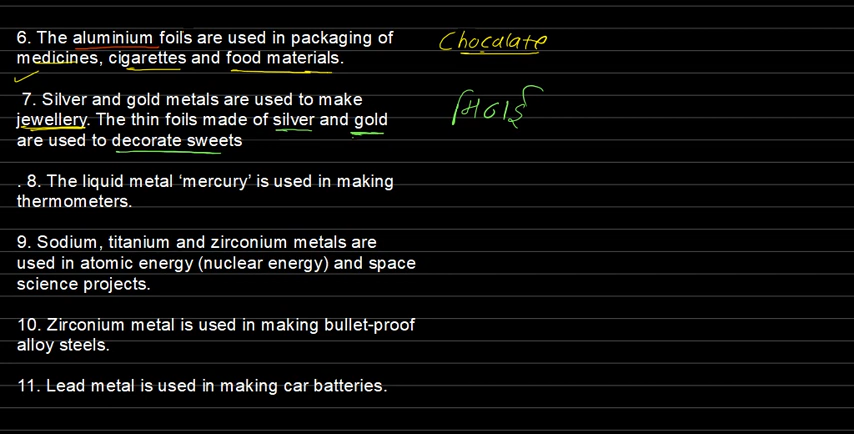 6. The aluminium foils are used in packaging of
medicines, cigarettes and food materials.
Chocalate
7. Silver and gold metals are used to make
jewellery. The thin foils made of silver and gold
are used to decorate sweets
मिठाई
. 8. The liquid metal ‘mercury’ is used in making
thermometers.
9. Sodium, titanium and zirconium metals are
used in atomic energy (nuclear energy) and space
science projects.
10. Zirconium metal is used in making bullet-proof
alloy steels.
11. Lead metal is used in making car batteries.